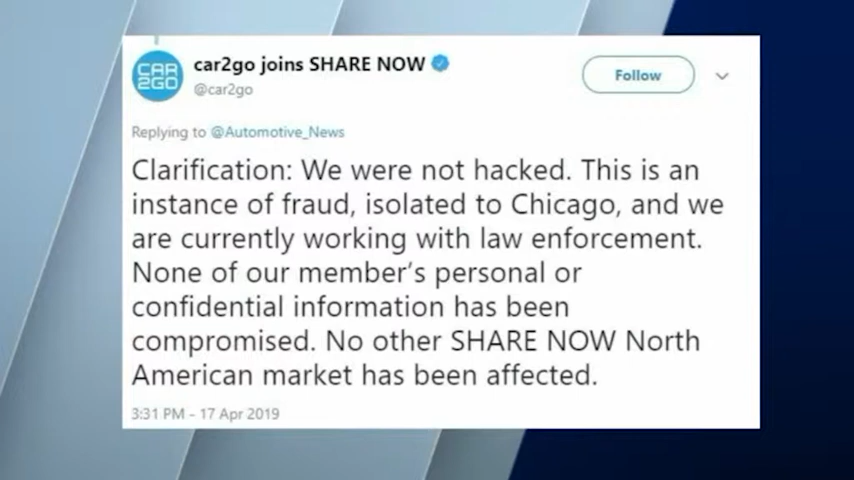 CAR
2GO
car2go joins SHARE NOW
@car2go
Follow
Replying to @Automotive_News
Clarification: We were not hacked. This is an
instance of fraud, isolated to Chicago, and we
are currently working with law enforcement.
None of our member's personal or
confidential information has been
compromised. No other SHARE NOW North
American market has been affected.
3:31 PM - 17 Apr 2019